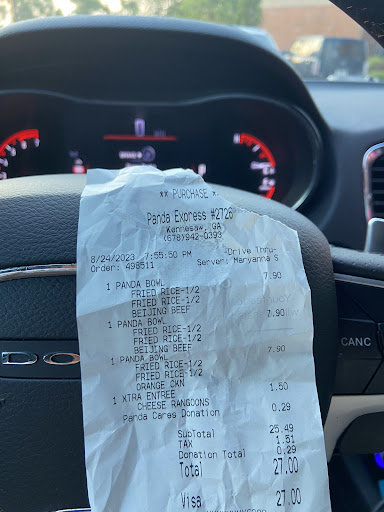 ** PURCHASE *
Panda Express #2726
Kennesaw, GA
(678)942-0393
8/24/2023 7:55:50 PM -Drive Thru-
Order: 498511 Server: Maryanna S
1 PANDA BOWL 7.90
FRIED RICE-1/2
FRIED RICE-1/2
BEIJING BEEF
1 PANDA BOWL 7.90
FRIED RICE-1/2
FRIED RICE-1/2
BEIJING BEEF
1 PANDA BOWL 7.90
FRIED RICE-1/2
FRIED RICE-1/2
ORANGE CKN
1 XTRA ENTREE 1.50
CHEESE RANGOONS
Panda Cares Donation 0.29
SubTotal 25.49
TAX 1.51
Donation Total 0.29
Total 27.00
Visa 27.00
DO
CANC